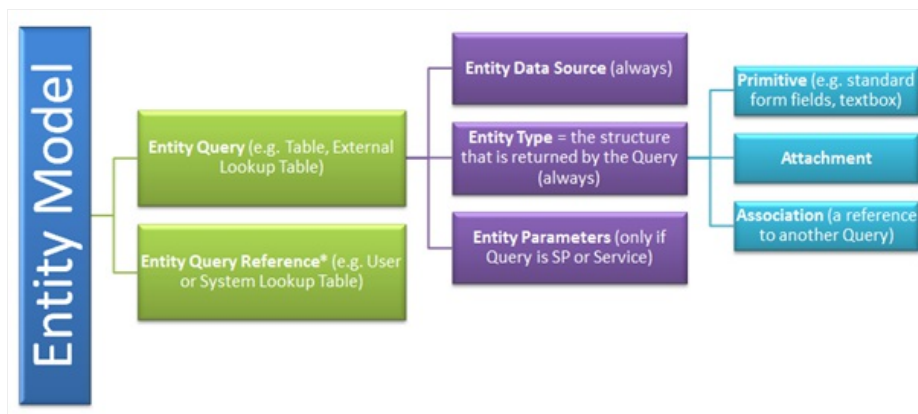 Entity Model
Entity Query (e.g. Table, External
Lookup Table)
Entity Query Reference* (e.g. User
or System Lookup Table)
Entity Data Source (always)
Entity Type = the structure
that is returned by the Query
(always)
Entity Parameters (only if
Query is SP or Service)
Primitive (e.g. standard
form fields, textbox)
Attachment
Association (a reference
to another Query)